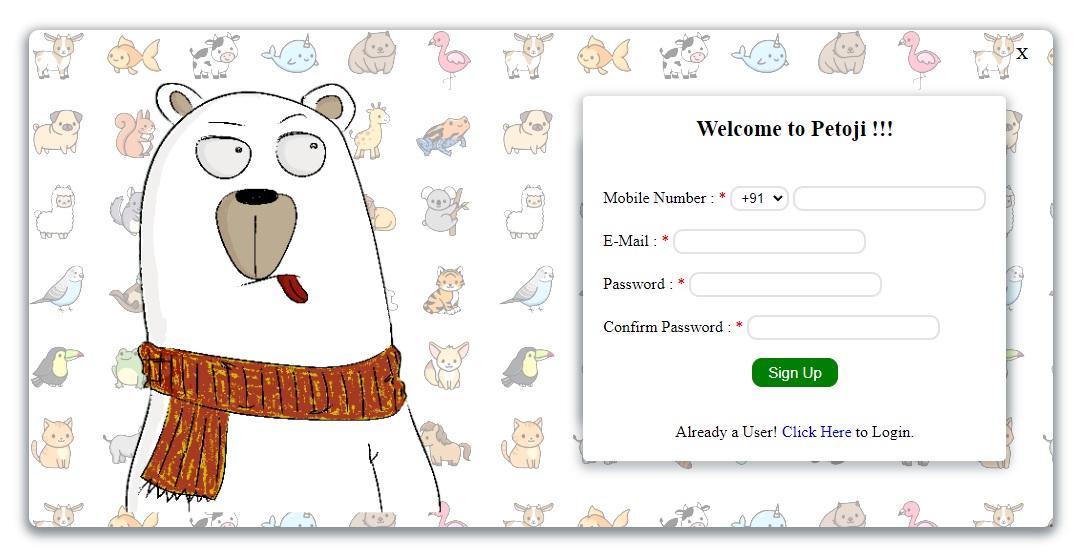 X
Welcome to Petoji !!!
Mobile Number : * +91
E-Mail : *
Password : *
Confirm Password : *
Sign Up
Already a User! Click Here to Login.